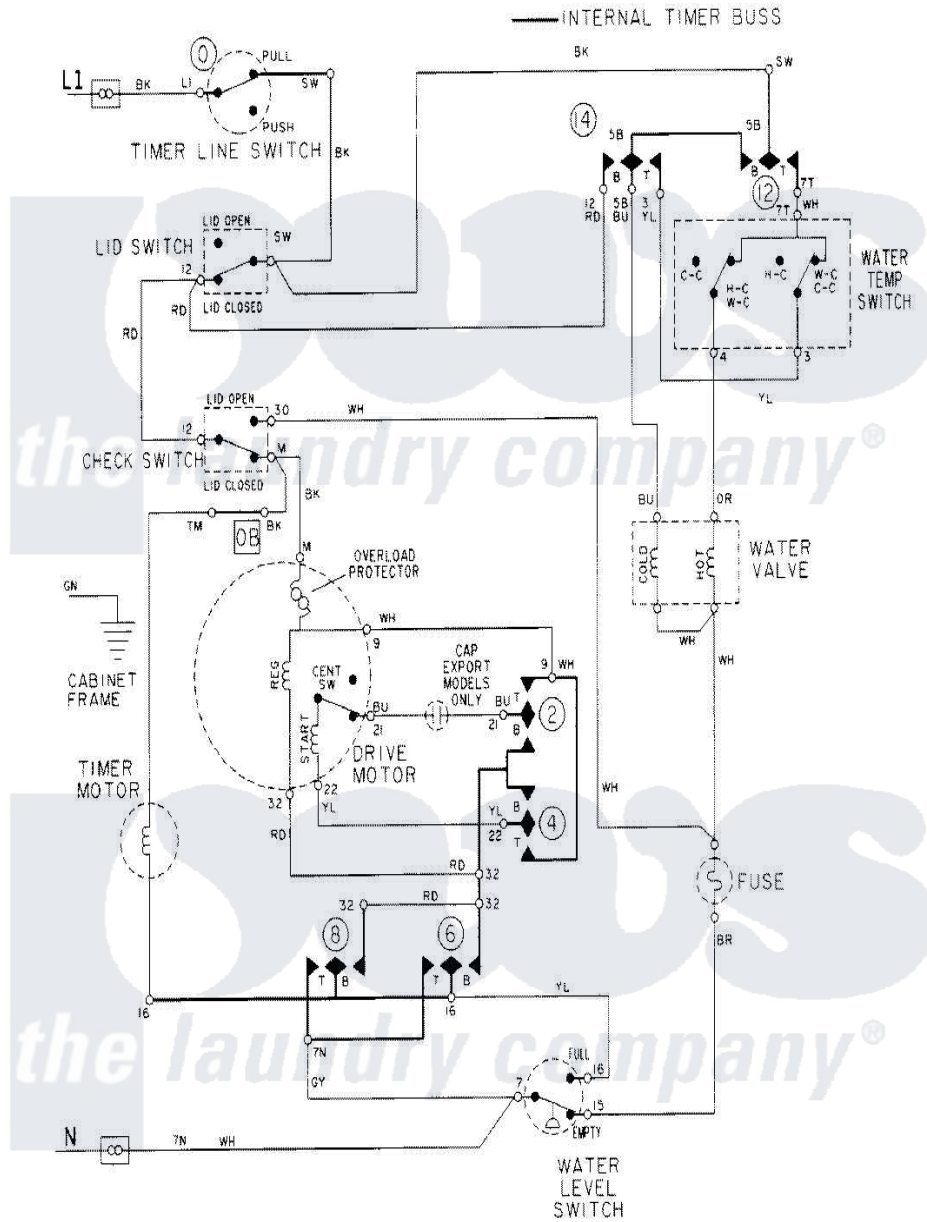 INTERNAL TIMER BUSS
L1
BK
L1
0
PULL
SW
PUSH
TIMER LINE SWITCH
BK
BK
SW
14
5B
5B
B
T
B
T
12
RD
5B
BU
3
YL
12
7T
7T
WH
LID OPEN
LID SWITCH
SW
12
LID CLOSED
RD
RD
C-C
H-C
W-C
H-C
W-C
C-C
WATER
TEMP
SWITCH
4
3
YL
LID OPEN
30
WH
12
M
CHECK SWITCH
LID CLOSED
BK
TM
OB
BK
M
OVERLOAD
PROTECTOR
BU
OR
COLD
HOT
WATER
VALVE
WH
WH
GN
CABINET
FRAME
WH
9
REG
CENT
SW
START
BU
21
CAP
EXPORT
MODELS
ONLY
9
WH
T
BU
21
B
2
DRIVE
MOTOR
22
YL
32
RD
B
YL
22
T
4
WH
TIMER
MOTOR
RD
32
32
RD
32
FUSE
BR
8
6
T
B
T
B
16
16
YL
7N
GY
FULL
16
7
15
EMPTY
N
7N
WH
WATER
LEVEL
SWITCH
the laundry company®
the laundry company®